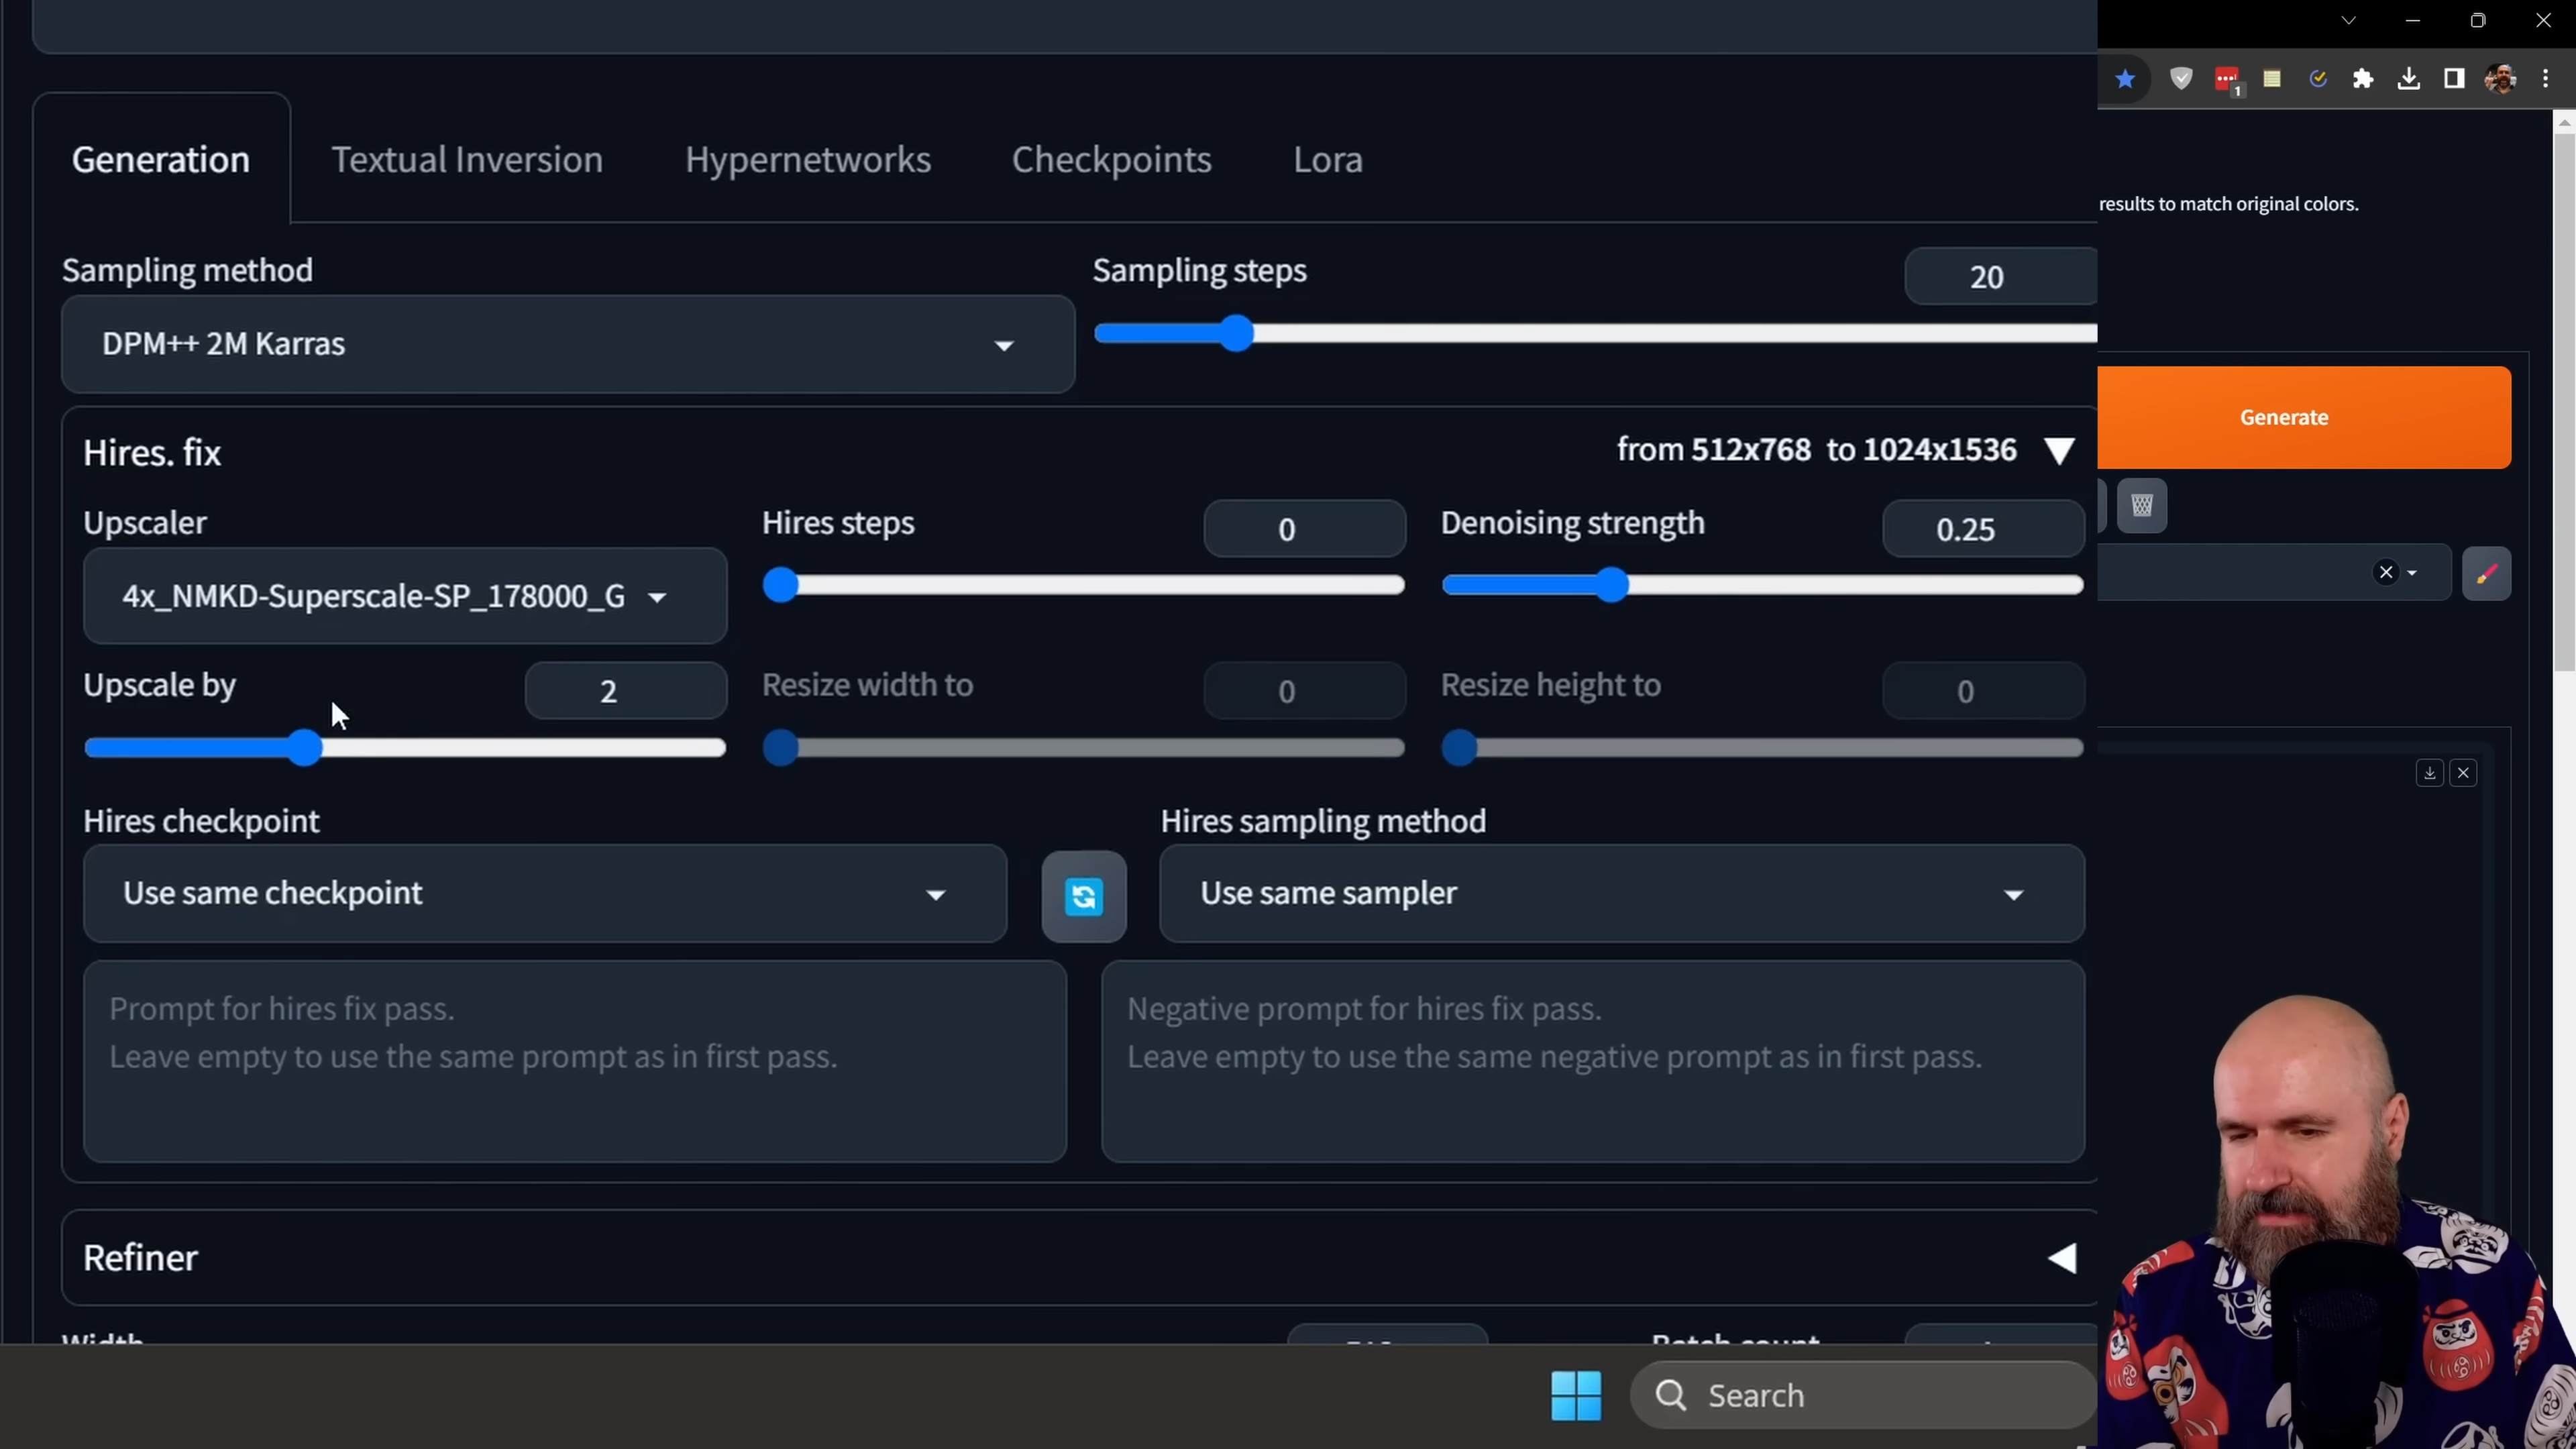 Generation Textual Inversion Hypernetworks Checkpoints Lora
results to match original colors.
Sampling method
DPM++ 2M Karras
Sampling steps
20
Generate
Hires. fix
from 512x768 to 1024x1536
Upscaler
4x_NMKD-Superscale-SP_178000_G
Hires steps
0
Denoising strength
0.25
Upscale by
2
Resize width to
0
Resize height to
0
Hires checkpoint
Use same checkpoint
Hires sampling method
Use same sampler
Prompt for hires fix pass.
Leave empty to use the same prompt as in first pass.
Negative prompt for hires fix pass.
Leave empty to use the same negative prompt as in first pass.
Refiner
Width
Batch count
Search
1